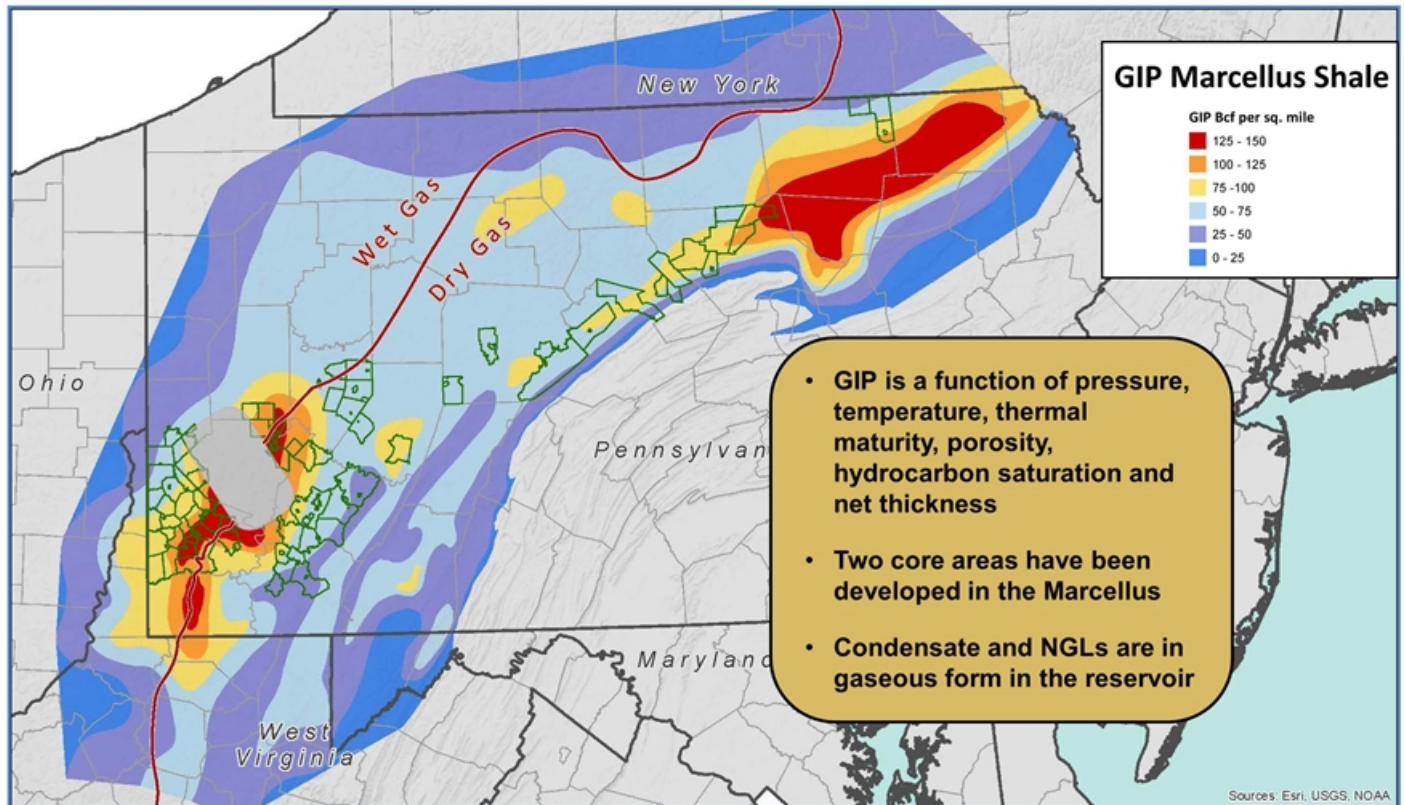 New York
GIP Marcellus Shale
GIP Bcf per sq. mile
125 - 150
100 - 125
75 -100
50 - 75
25 - 50
0 - 25
Wet Gas
Dry Gas
Ohio
Pennsylvan
Maryland
West
Virginia
• GIP is a function of pressure,
temperature, thermal
maturity, porosity,
hydrocarbon saturation and
net thickness
• Two core areas have been
developed in the Marcellus
• Condensate and NGLs are in
gaseous form in the reservoir
Sources: Esri, USGS, NOAA